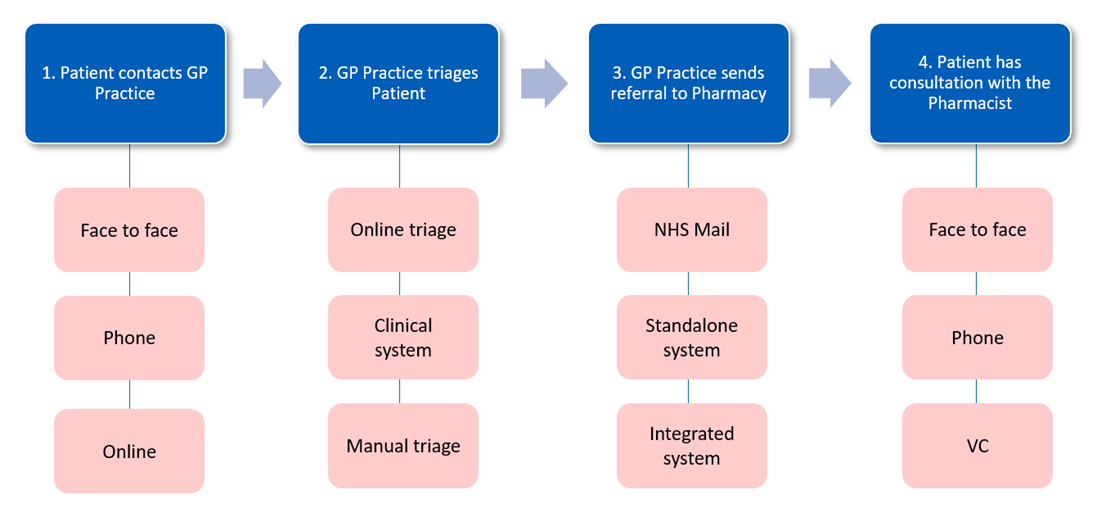 1. Patient contacts GP
Practice
2. GP Practice triages
Patient
3. GP Practice sends
referral to Pharmacy
4. Patient has
consultation with the
Pharmacist
Face to face
Phone
Online
Online triage
Clinical
system
Manual triage
NHS Mail
Standalone
system
Integrated
system
Face to face
Phone
VC